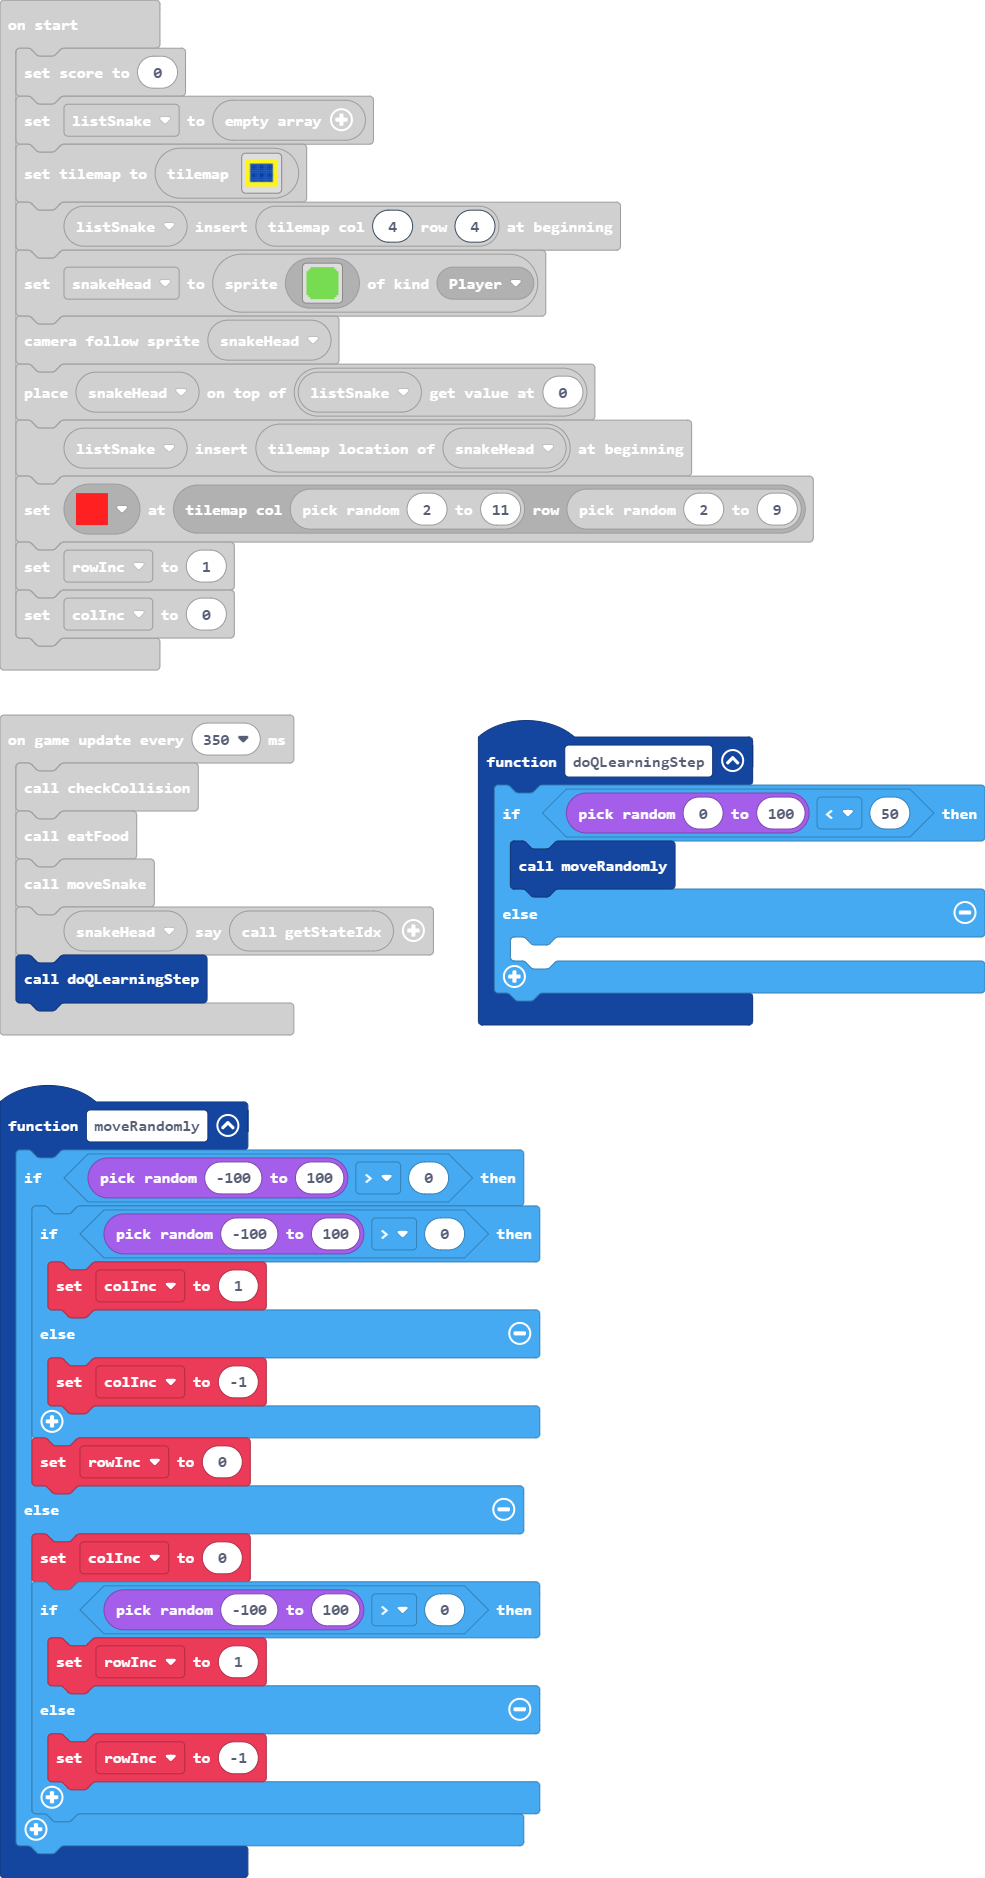 on start
set score to 0
set listSnake to empty array
set tilemap to tilemap
listSnake insert tilemap col 4 row 4 at beginning
set snakeHead to sprite of kind Player
camera follow sprite snakeHead
place snakeHead on top of listSnake get value at 0
listSnake insert tilemap location of snakeHead at beginning
set at tilemap col pick random 2 to 11 row pick random 2 to 9
set rowInc to 1
set colInc to 0
on game update every 350 ms
call checkCollision
call eatFood
call moveSnake
snakeHead say call getStateIdx
call doQLearningStep
function doQLearningStep
if pick random 0 to 100 < 50 then
call moveRandomly
else
function moveRandomly
if pick random -100 to 100 > 0 then
if pick random -100 to 100 > 0 then
set colInc to 1
else
set colInc to -1
set rowInc to 0
else
set colInc to 0
if pick random -100 to 100 > 0 then
set rowInc to 1
else
set rowInc to -1